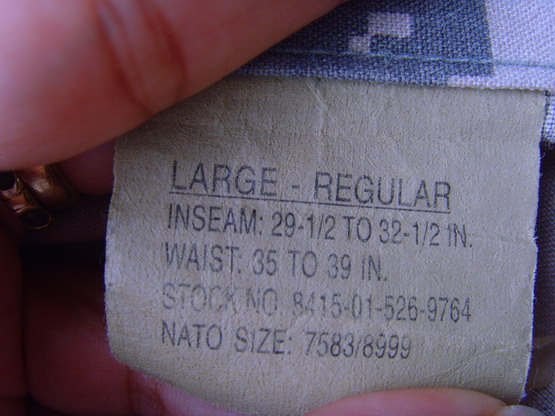 LARGE - REGULAR
INSEAM: 29-1/2 TO 32-1/2 IN.
WAIST: 35 TO 39 IN.
STOCK NO. 8415-01-526-9764
NATO SIZE: 7583/8999